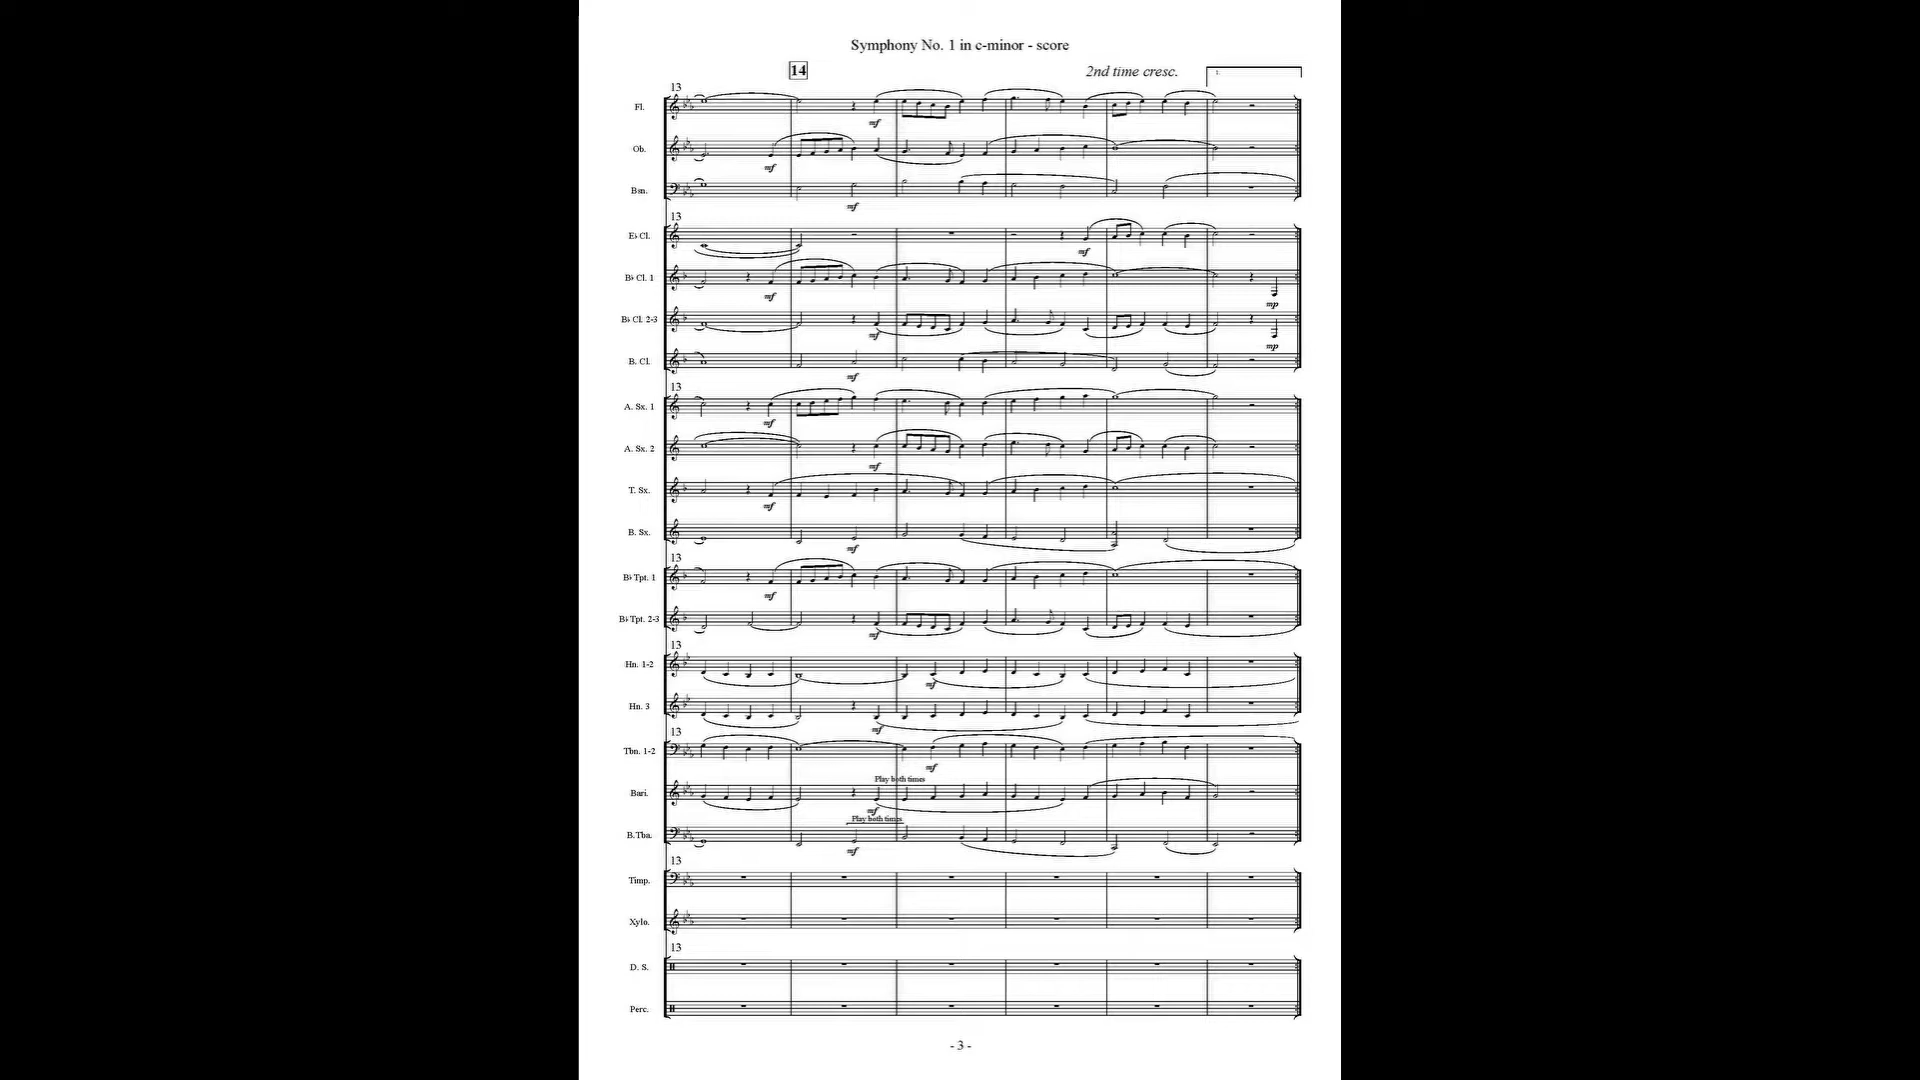 Symphony No. 1 in c-minor - score
14
2nd time cresc.
1.
13
Fl.
mf
Ob.
mf
Bsn.
mf
13
E♭ Cl.
mf
B♭ Cl. 1
mf
mp
B♭ Cl. 2-3
mf
mp
B. Cl.
mf
13
A. Sx. 1
mf
A. Sx. 2
mf
T. Sx.
mf
B. Sx.
mf
13
B♭ Tpt. 1
mf
B♭ Tpt. 2-3
mf
13
Hn. 1-2
mf
Hn. 3
mf
13
Tbn. 1-2
mf
Play both times
Bari.
mf
Play both times
B.Tba.
mf
13
Timp.
Xylo.
13
D. S.
Perc.
- 3 -